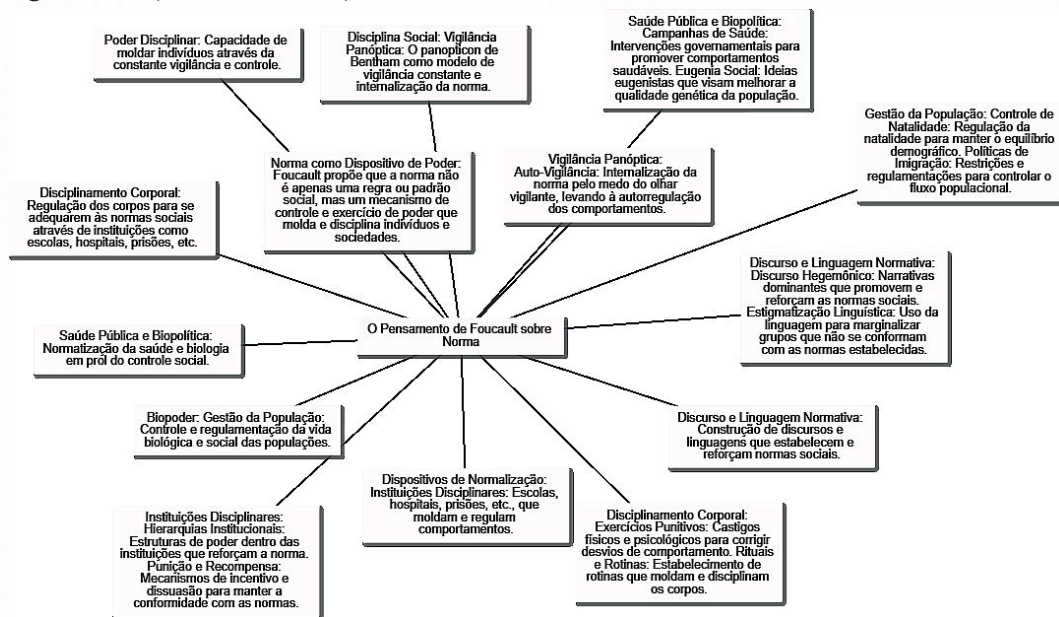 Poder Disciplinar: Capacidade de
moldar indivíduos através da
constante vigilância e controle.
Disciplina Social: Vigilância
Panóptica: O panopticon de
Bentham como modelo de
vigilância constante e
internalização da norma.
Saúde Pública e Biopolítica:
Campanhas de Saúde:
Intervenções governamentais para
promover comportamentos
saudáveis. Eugenia Social: Ideias
eugenistas que visam melhorar a
qualidade genética da população.
Gestão da População: Controle de
Natalidade: Regulação da
natalidade para manter o equilíbrio
demográfico. Políticas de
Imigração: Restrições e
regulamentações para controlar o
fluxo populacional.
Norma como Dispositivo de Poder:
Foucault propõe que a norma não
é apenas uma regra ou padrão
social, mas um mecanismo de
controle e exercício de poder que
molda e disciplina indivíduos e
sociedades.
Vigilância Panóptica:
Auto-Vigilância: Internalização da
norma pelo medo do olhar
vigilante, levando à autorregulação
dos comportamentos.
Disciplinamento Corporal:
Regulação dos corpos para se
adequarem às normas sociais
através de instituições como
escolas, hospitais, prisões, etc.
Discurso e Linguagem Normativa:
Discurso Hegemônico: Narrativas
dominantes que promovem e
reforçam as normas sociais.
Estigmatização Linguística: Uso da
linguagem para marginalizar
grupos que não se conformam
com as normas estabelecidas.
O Pensamento de Foucault sobre
Norma
Saúde Pública e Biopolítica:
Normatização da saúde e biologia
em prol do controle social.
Biopoder: Gestão da População:
Controle e regulamentação da vida
biológica e social das populações.
Discurso e Linguagem Normativa:
Construção de discursos e
linguagens que estabelecem e
reforçam normas sociais.
Dispositivos de Normalização:
Instituições Disciplinares: Escolas,
hospitais, prisões, etc., que
moldam e regulam
comportamentos.
Instituições Disciplinares:
Hierarquias Institucionais:
Estruturas de poder dentro das
instituições que reforçam a norma.
Punição e Recompensa:
Mecanismos de incentivo e
dissuasão para manter a
conformidade com as normas.
Disciplinamento Corporal:
Exercícios Punitivos: Castigos
físicos e psicológicos para corrigir
desvios de comportamento. Rituais
e Rotinas: Estabelecimento de
rotinas que moldam e disciplinam
os corpos.